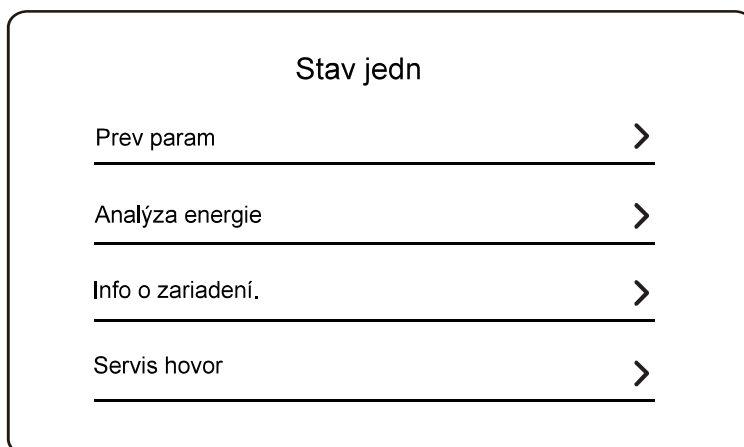 Stav jedn
Prev param
Analýza energie
Info o zariadení.
Servis hovor